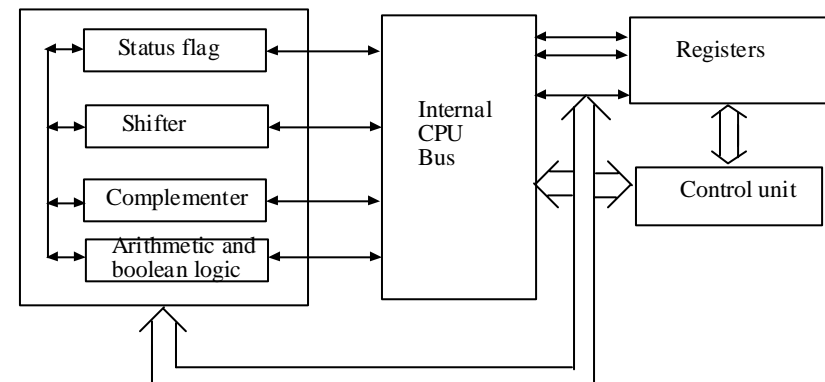 Status flag
Shifter
Complementer
Arithmetic and
boolean logic
Internal
CPU
Bus
Registers
Control unit